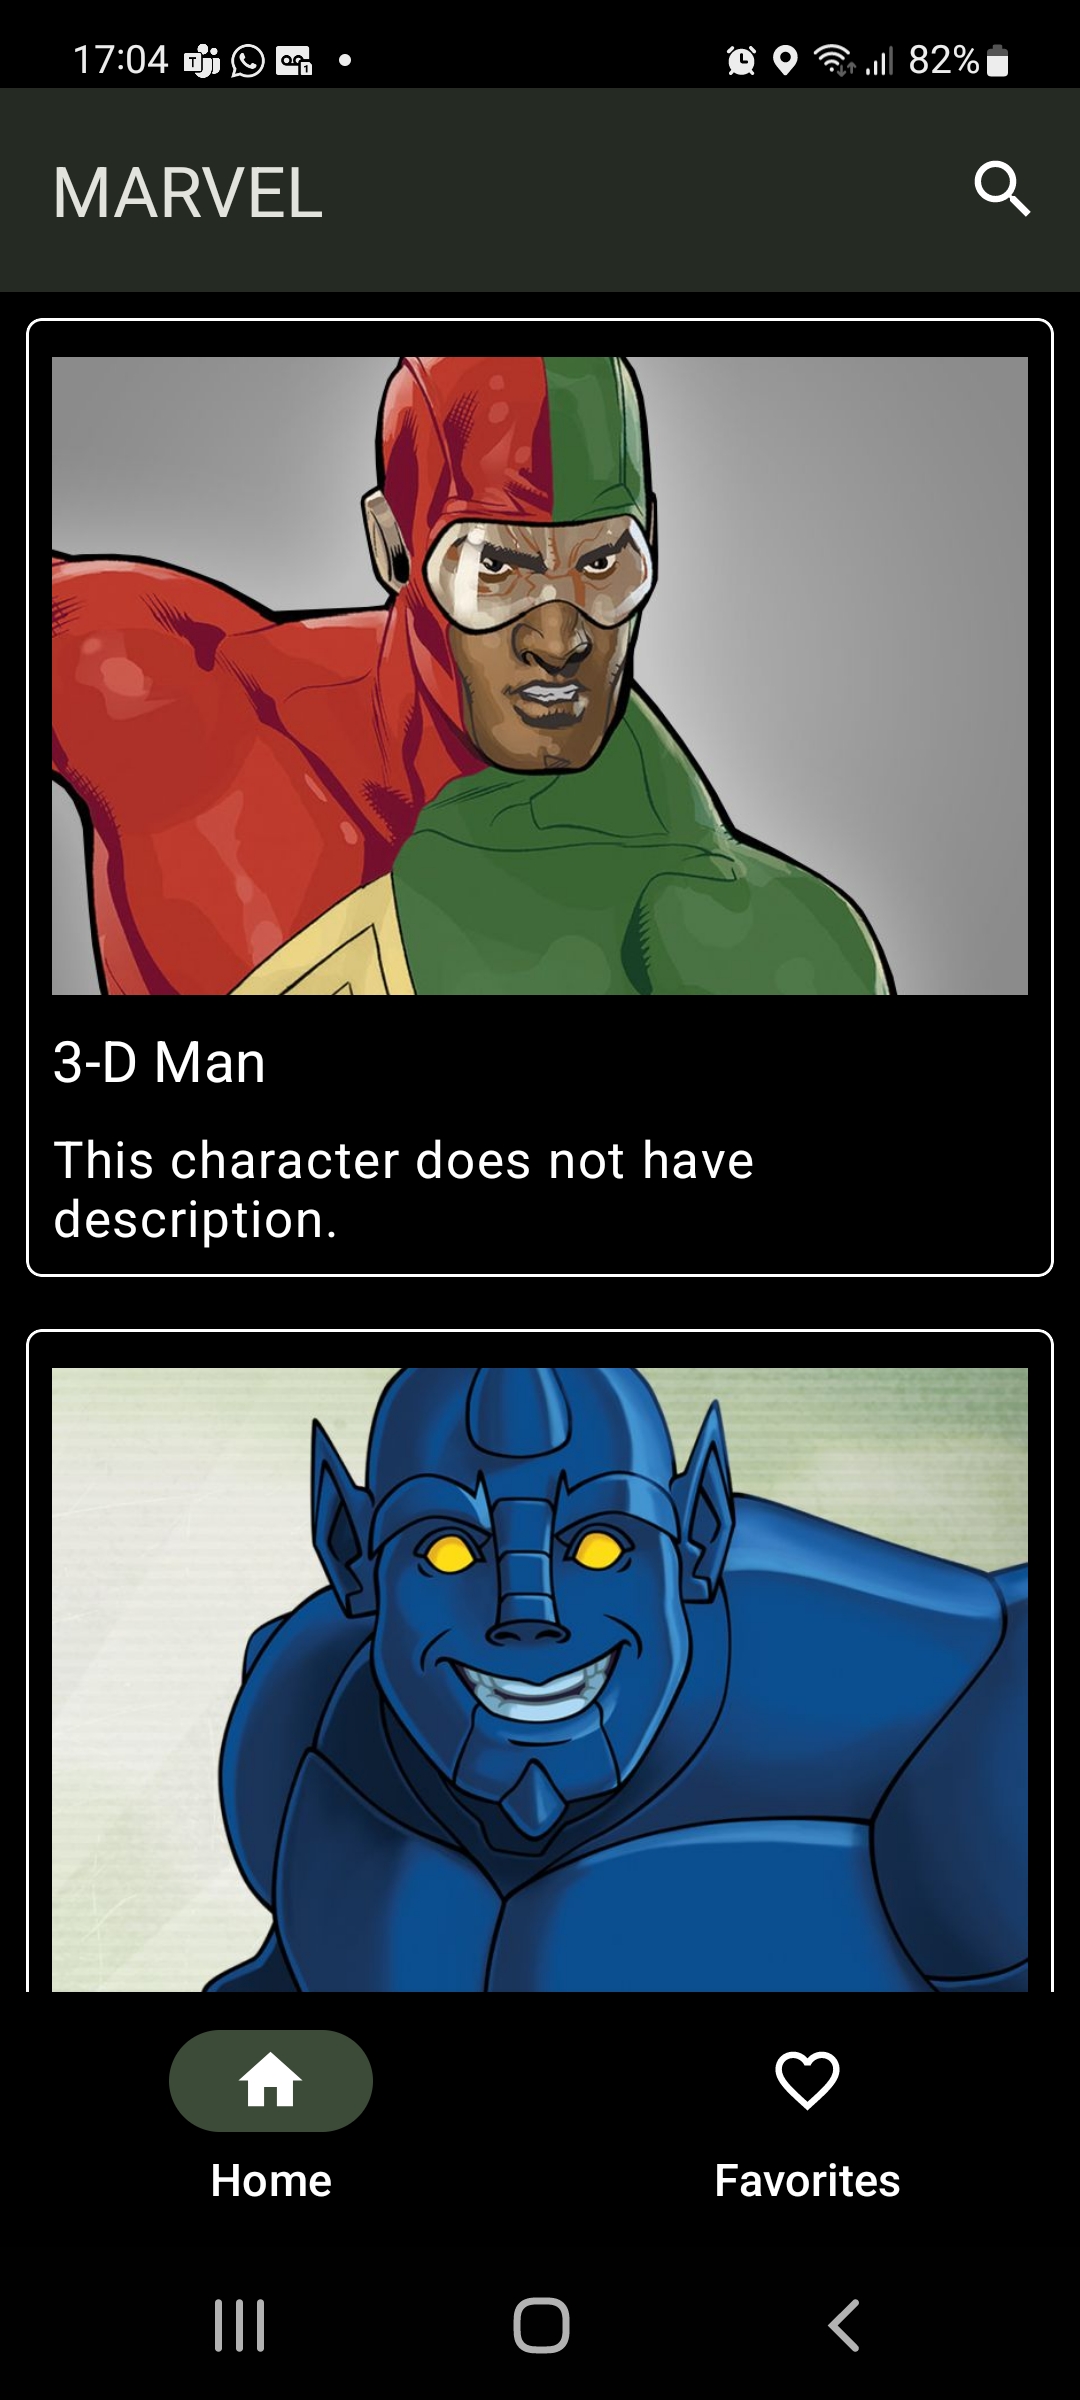 17:04 82%
MARVEL
3-D Man
This character does not have
description.
Home Favorites